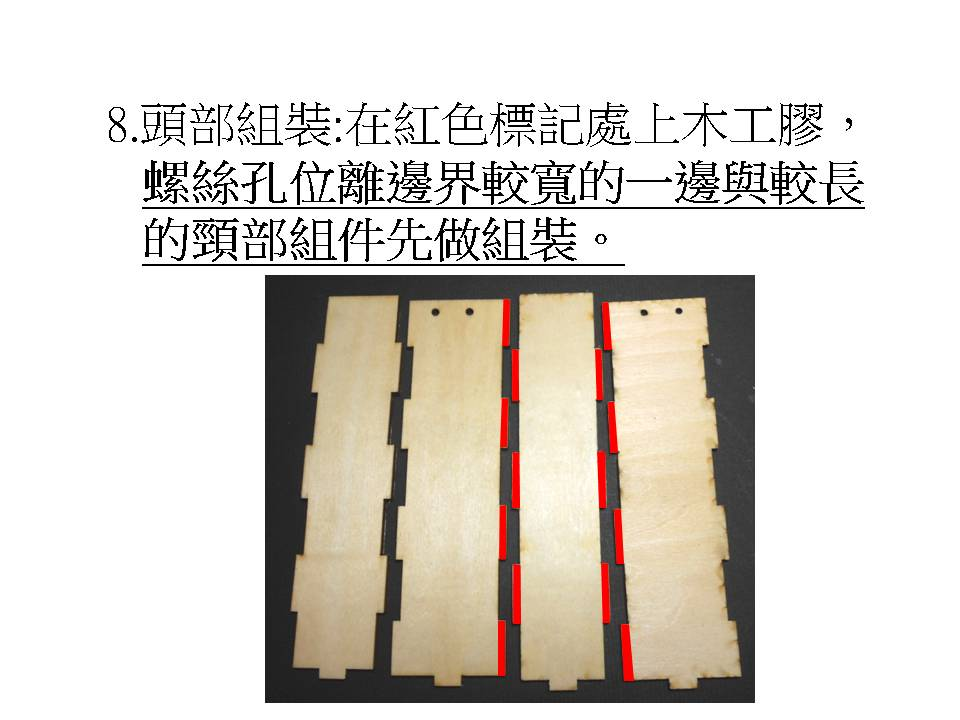 8.頭部組裝:在紅色標記處上木工膠，
螺絲孔位離邊界較寬的一邊與較長
的頸部組件先做組裝。